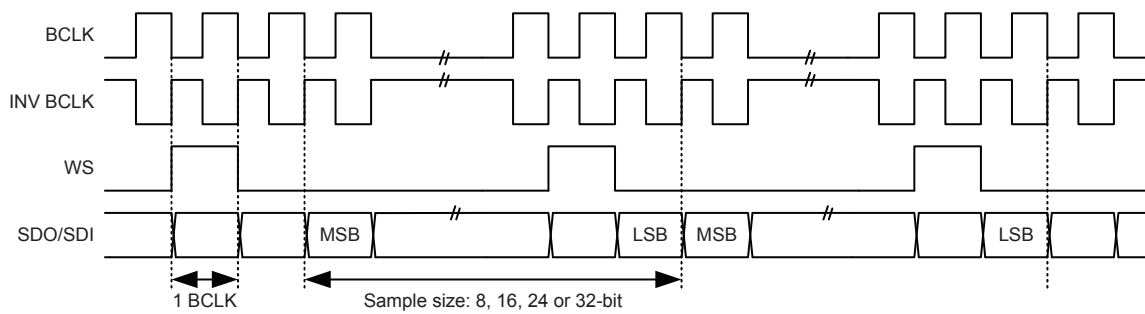 BCLK
INV BCLK
WS
SDO/SDI
MSB
LSB
MSB
LSB
1 BCLK
Sample size: 8, 16, 24 or 32-bit